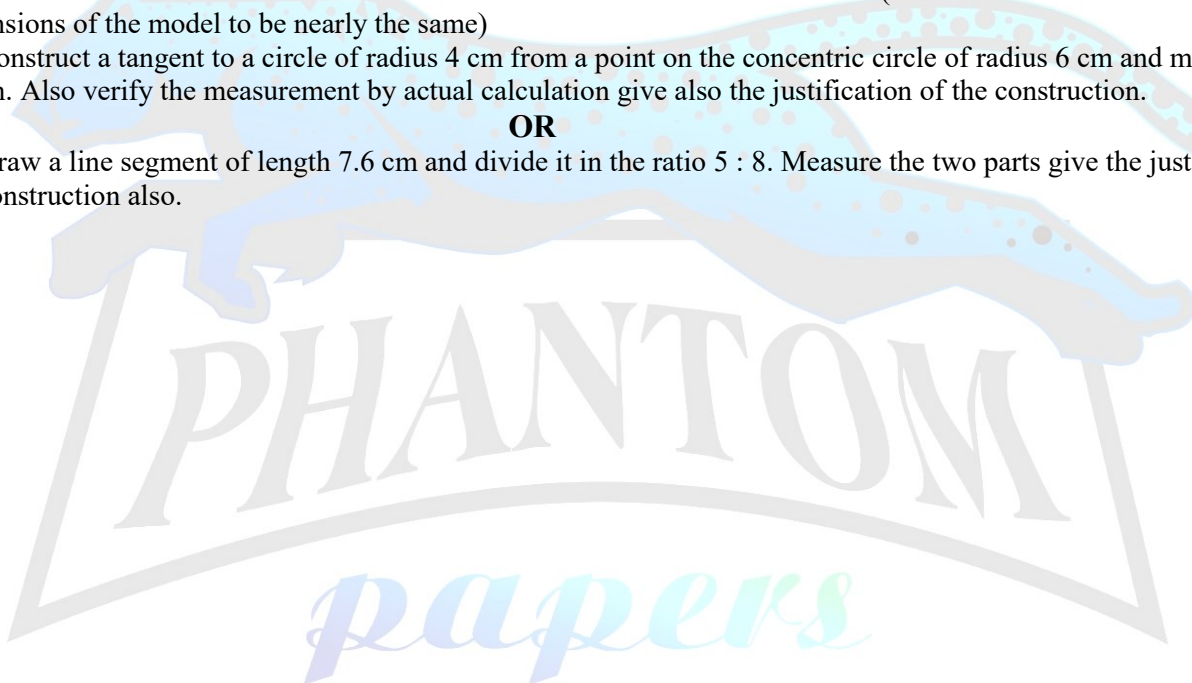 nsions of the model to be nearly the same)
onstruct a tangent to a circle of radius 4 cm from a point on the concentric circle of radius 6 cm and m
n. Also verify the measurement by actual calculation give also the justification of the construction.
OR
raw a line segment of length 7.6 cm and divide it in the ratio 5 : 8. Measure the two parts give the just
onstruction also.
PHANTOM
papers